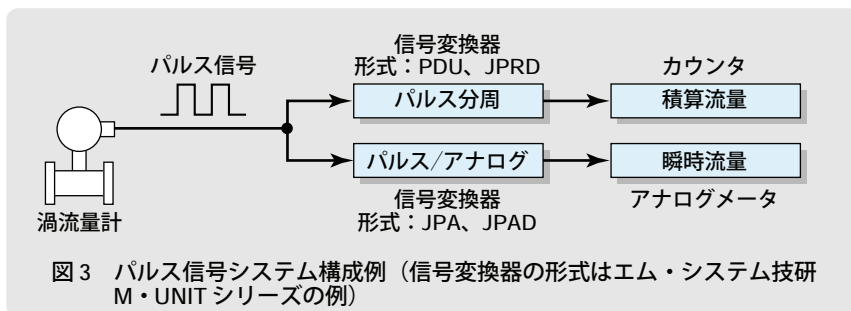 パルス信号
信号変換器
形式：PDU、JPRD
カウンタ
パルス分周
積算流量
パルス/アナログ
瞬時流量
信号変換器
形式：JPA、JPAD
アナログメータ
渦流量計
図3 パルス信号システム構成例（信号変換器の形式はエム・システム技研
M・UNITシリーズの例）